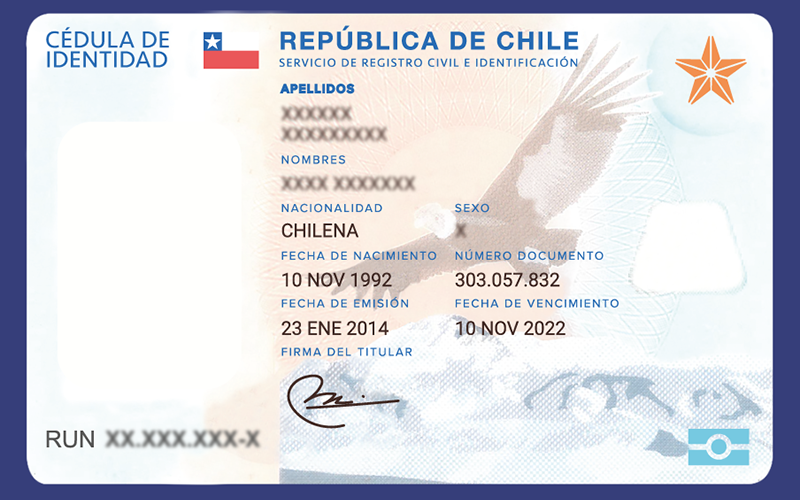 CÉDULA DE
IDENTIDAD
REPÚBLICA DE CHILE
SERVICIO DE REGISTRO CIVIL E IDENTIFICACIÓN
APELLIDOS
XXXXXX
XXXXXXXXX
NOMBRES
XXXX XXXXXXX
NACIONALIDAD SEXO
CHILENA X
FECHA DE NACIMIENTO NÚMERO DOCUMENTO
10 NOV 1992 303.057.832
FECHA DE EMISIÓN FECHA DE VENCIMIENTO
23 ENE 2014 10 NOV 2022
FIRMA DEL TITULAR
RUN XX.XXX.XXX-X